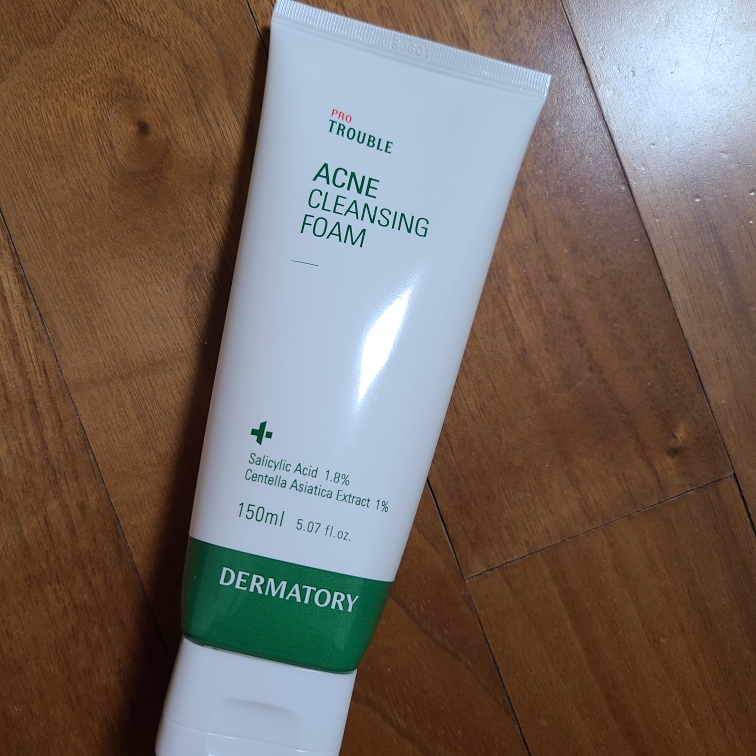 PRO
TROUBLE
ACNE
CLEANSING
FOAM
Salicylic Acid 1.8%
Centella Asiatica Extract 1%
150ml 5.07 fl.oz.
DERMATORY